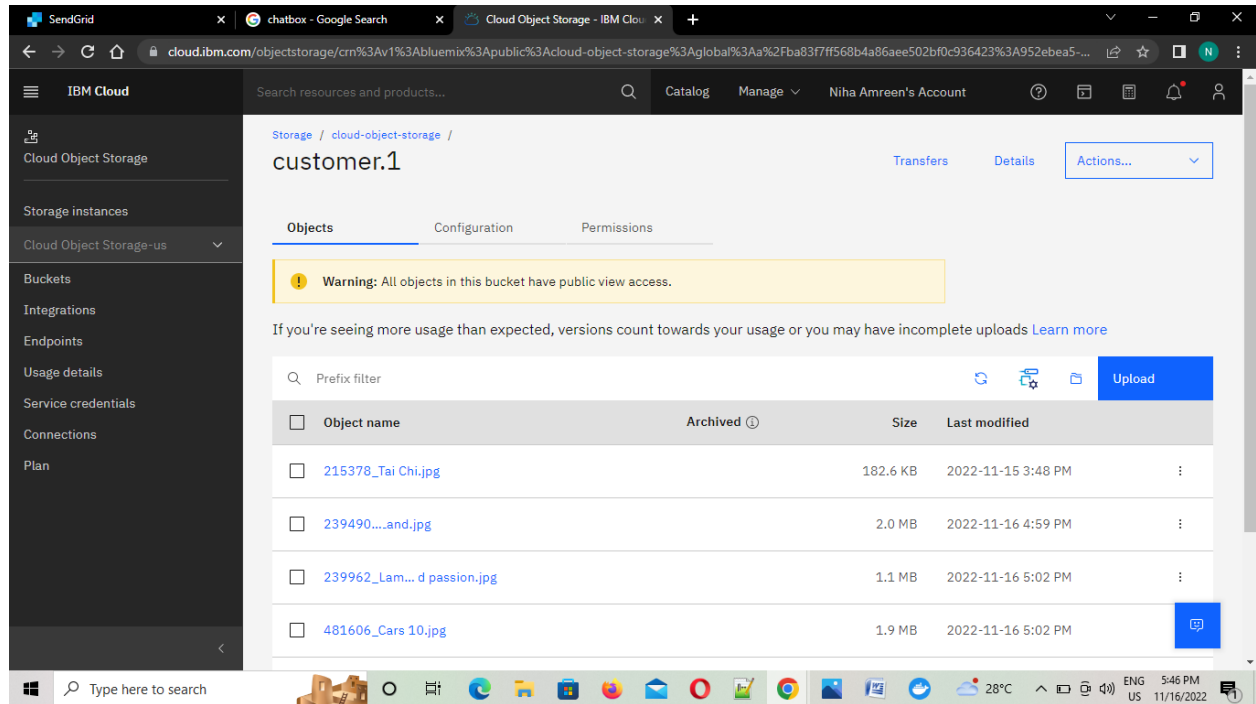 SendGrid
chatbox - Google Search
Cloud Object Storage - IBM Clou
cloud.ibm.com/objectstorage/crn%3Av1%3Abluemix%3Apublic%3Acloud-object-storage%3Aglobal%3Aa%2Fba83f7ff568b4a86aee502bf0c936423%3A952ebea5-...
N
IBM Cloud
Search resources and products...
Catalog
Manage
Niha Amreen's Account
Cloud Object Storage
Storage instances
Cloud Object Storage-us
Buckets
Integrations
Endpoints
Usage details
Service credentials
Connections
Plan
Storage / cloud-object-storage /
customer.1
Transfers
Details
Actions...
Objects
Configuration
Permissions
Warning: All objects in this bucket have public view access.
If you're seeing more usage than expected, versions count towards your usage or you may have incomplete uploads Learn more
Prefix filter
Upload
Object name Archived Size Last modified
215378_Tai Chi.jpg 182.6 KB 2022-11-15 3:48 PM
239490....and.jpg 2.0 MB 2022-11-16 4:59 PM
239962_Lam... d passion.jpg 1.1 MB 2022-11-16 5:02 PM
481606_Cars 10.jpg 1.9 MB 2022-11-16 5:02 PM
Type here to search
28°C
ENG
US
5:46 PM
11/16/2022